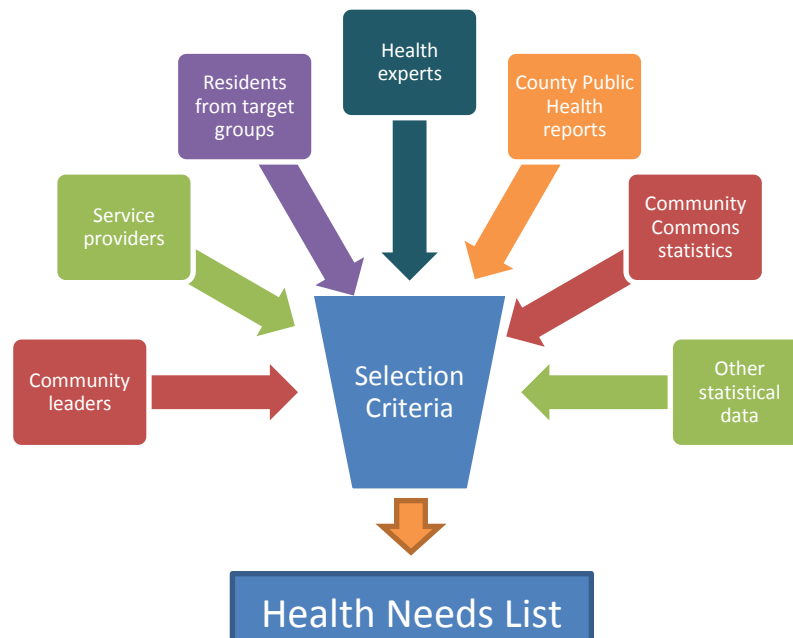 Health
experts
Residents
from target
groups
County Public
Health
reports
Service
providers
Community
Commons
statistics
Community
leaders
Selection
Criteria
Other
statistical
data
Health Needs List